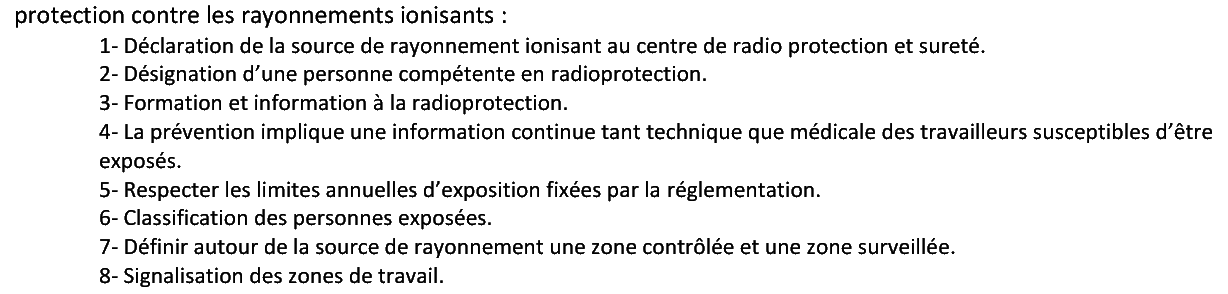 protection contre les rayonnements ionisants :
1- Déclaration de la source de rayonnement ionisant au centre de radio protection et sureté.
2- Désignation d’une personne compétente en radioprotection.
3- Formation et information à la radioprotection.
4- La prévention implique une information continue tant technique que médicale des travailleurs susceptibles d’être
exposés.
5- Respecter les limites annuelles d’exposition fixées par la réglementation.
6- Classification des personnes exposées.
7- Définir autour de la source de rayonnement une zone contrôlée et une zone surveillée.
8- Signalisation des zones de travail.